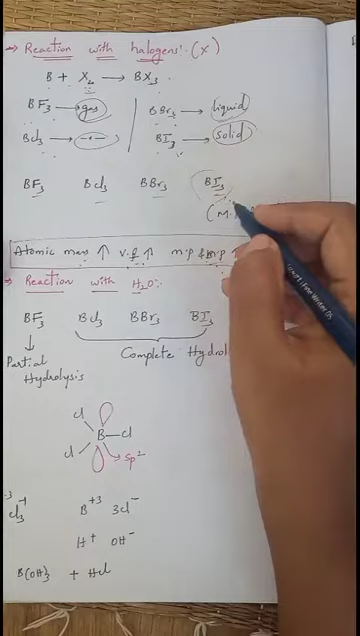 → Reaction with halogens: (X)
B + X₂ → BX₃
BF₃ → gas
BCl₃ → -"-
BBr₃ → liquid
BI₃ → solid
BF₃ BCl₃ BBr₃ BI₃
(M.
Atomic mass ↑ v.f ↑ m.p & b.p ↑
→ Reaction with H₂O:
BF₃ BCl₃ BBr₃ BI₃
↓
Partial Hydrolysis
Complete Hydrol
Cl
B—Cl
Cl
sp²
B⁺³ 3Cl⁻
H⁺ OH⁻
B(OH)₃ + HCl